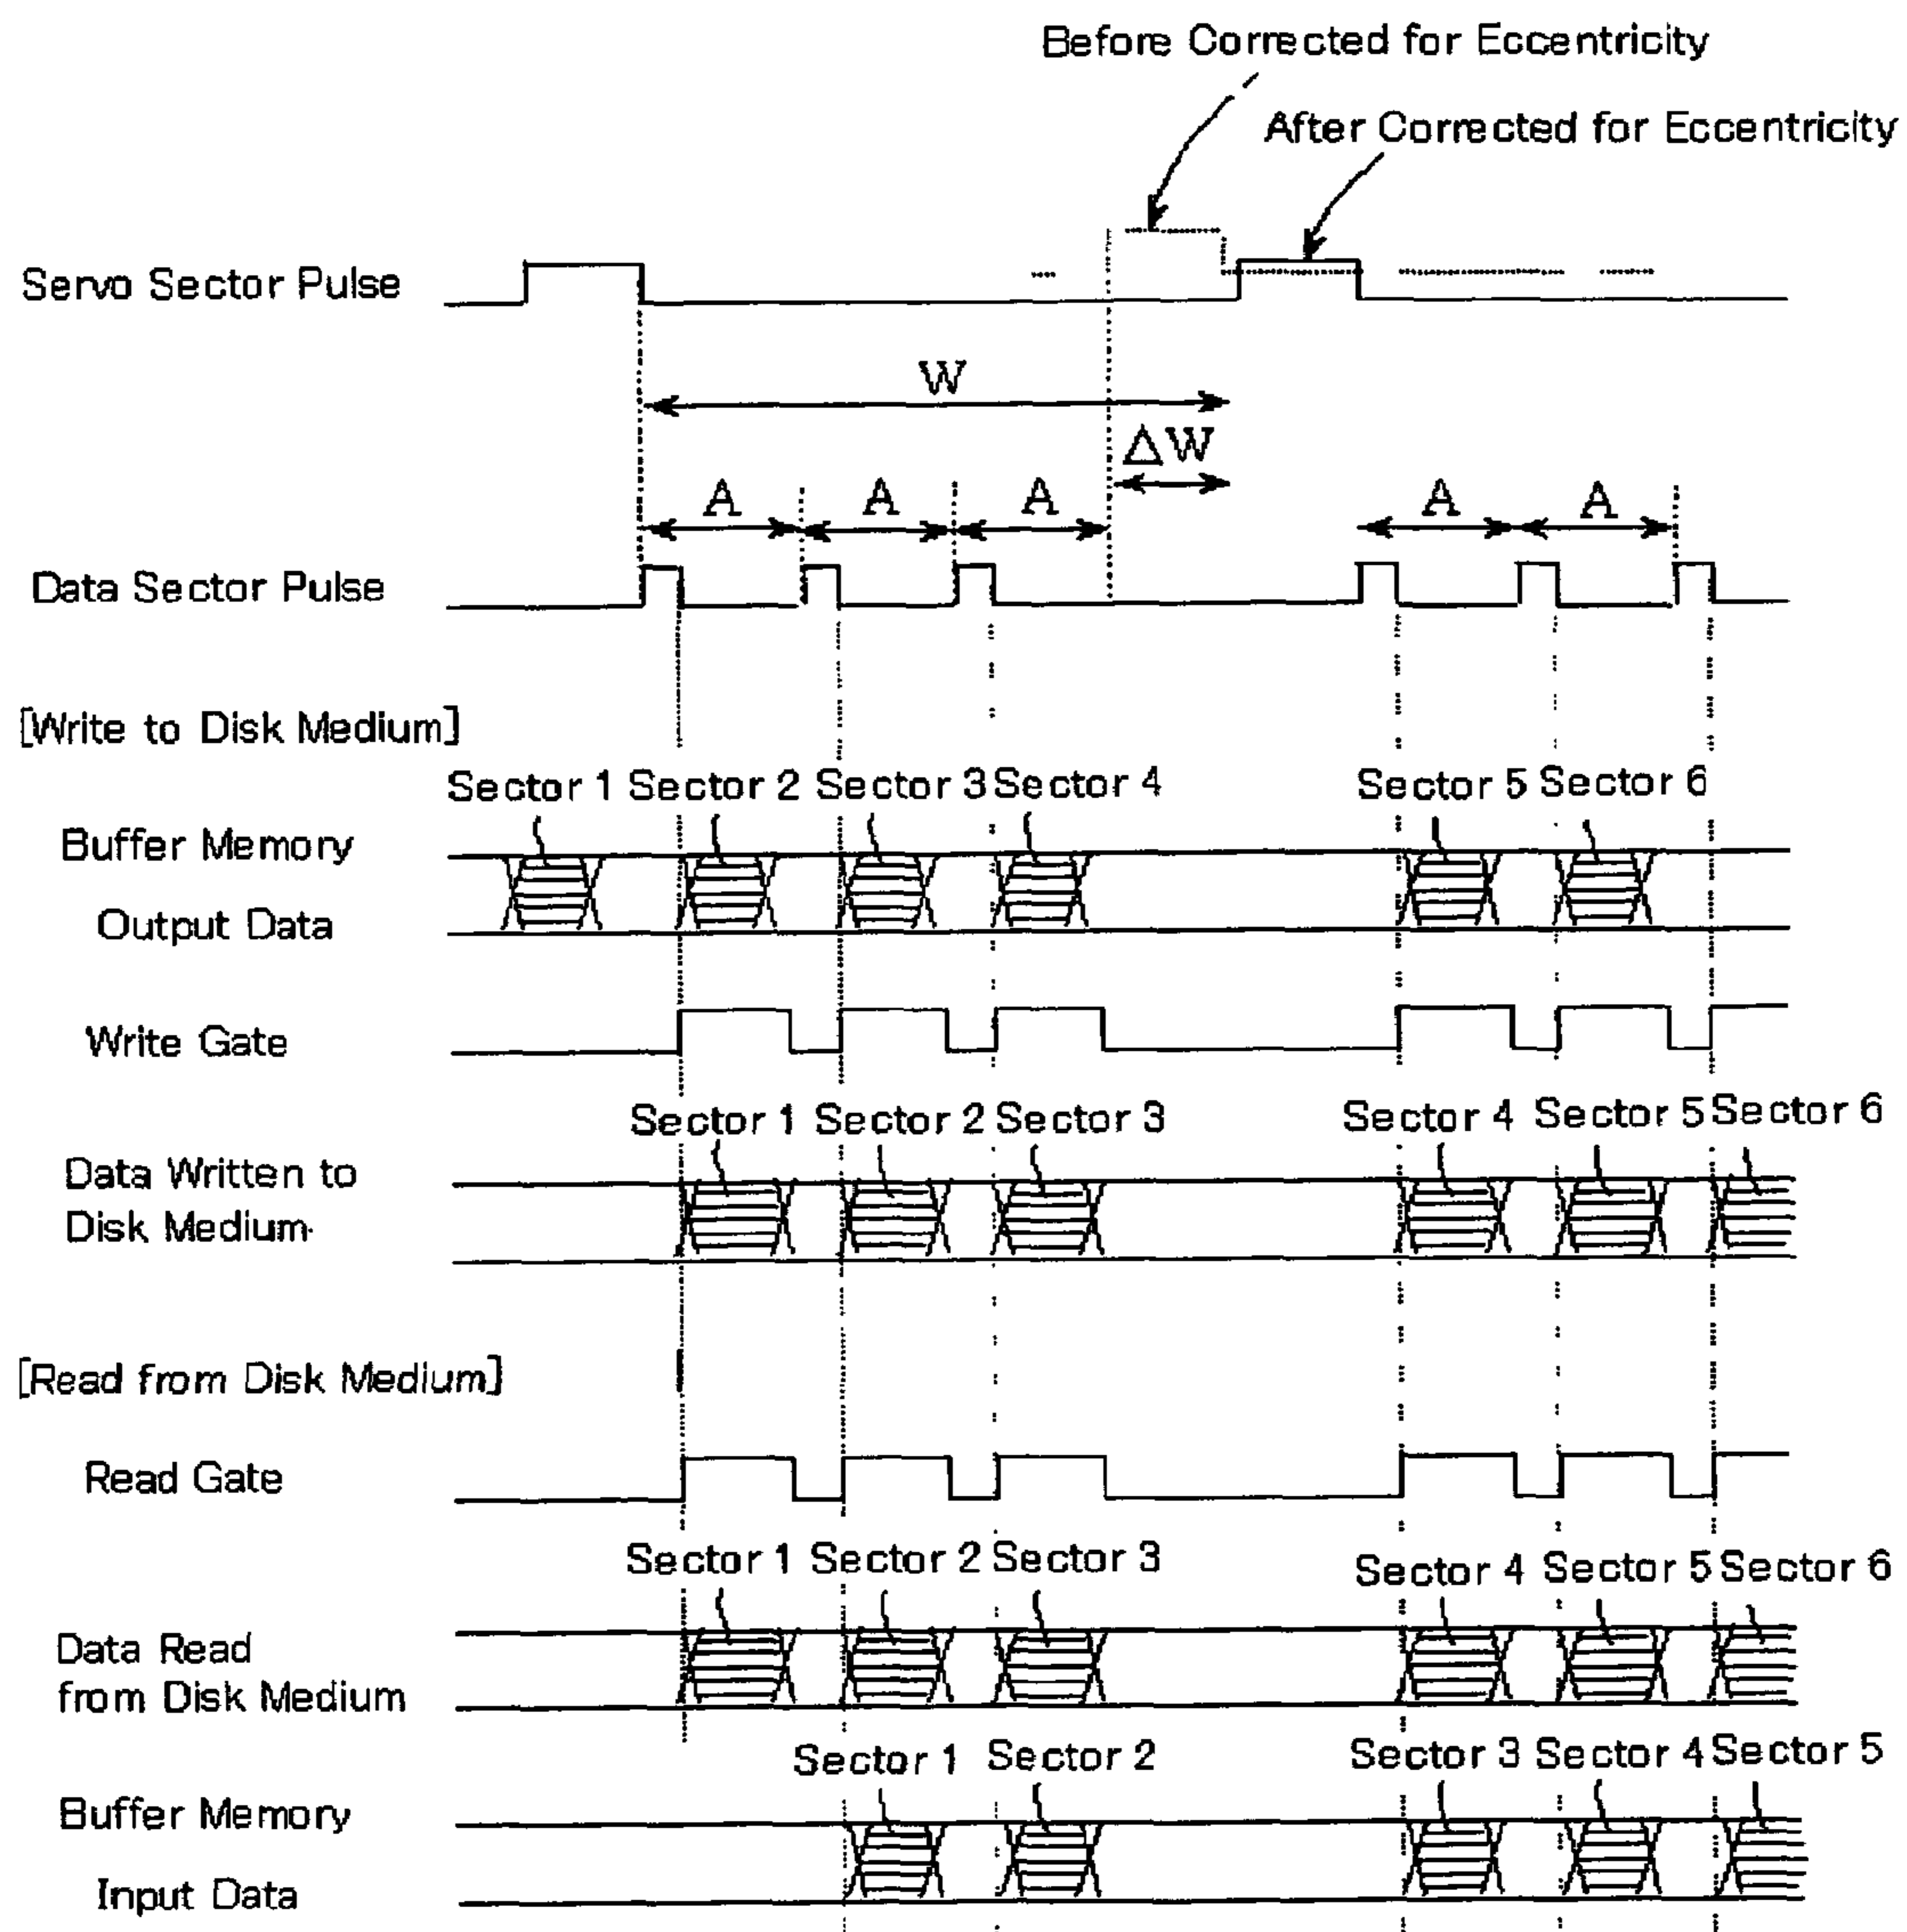 Before Corrected for Eccentricity
After Corrected for Eccentricity
Servo Sector Pulse
W
ΔW
A A A A A
Data Sector Pulse
[Write to Disk Medium]
Sector 1 Sector 2 Sector 3 Sector 4 Sector 5 Sector 6
Buffer Memory
Output Data
Write Gate
Sector 1 Sector 2 Sector 3 Sector 4 Sector 5 Sector 6
Data Written to
Disk Medium
[Read from Disk Medium]
Read Gate
Sector 1 Sector 2 Sector 3 Sector 4 Sector 5 Sector 6
Data Read
from Disk Medium
Sector 1 Sector 2 Sector 3 Sector 4 Sector 5
Buffer Memory
Input Data